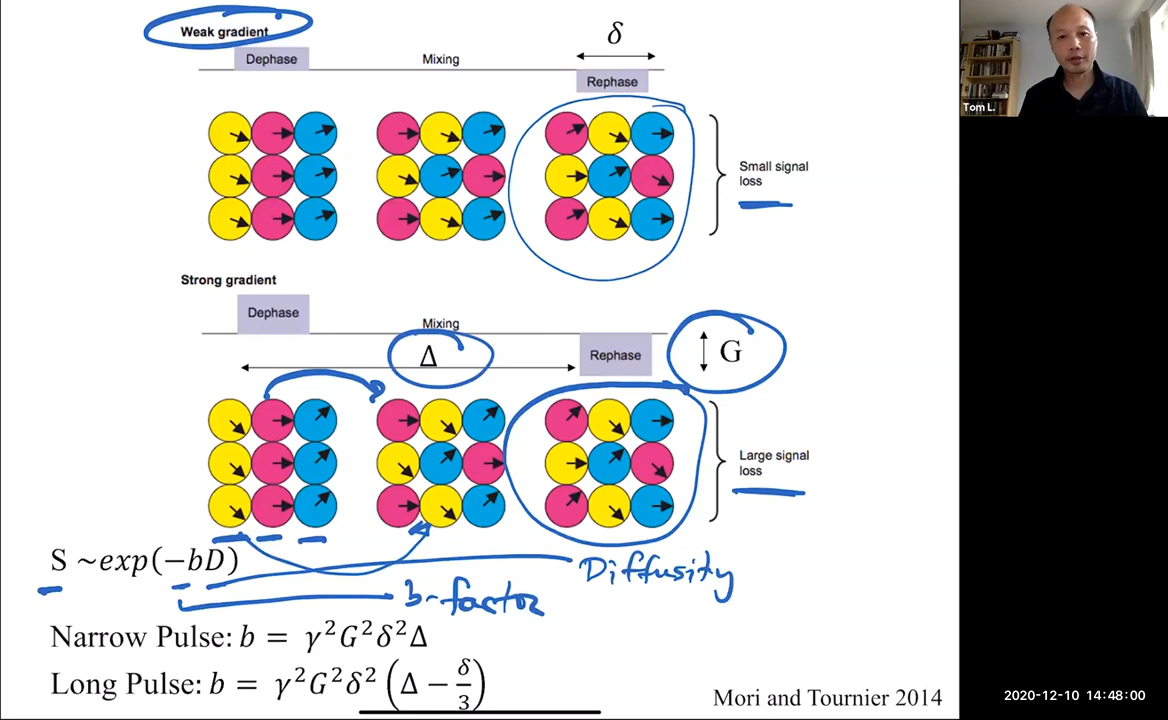 Weak gradient
δ
Dephase
Mixing
Rephase
Small signal
loss
Strong gradient
Dephase
Mixing
Rephase
Δ
G
Large signal
loss
S ~exp(−bD)
Diffusity
b-factor
Narrow Pulse: b = γ²G²δ²Δ
Long Pulse: b = γ²G²δ² (Δ − δ/3)
Mori and Tournier 2014
Tom L.
2020-12-10 14:48:00